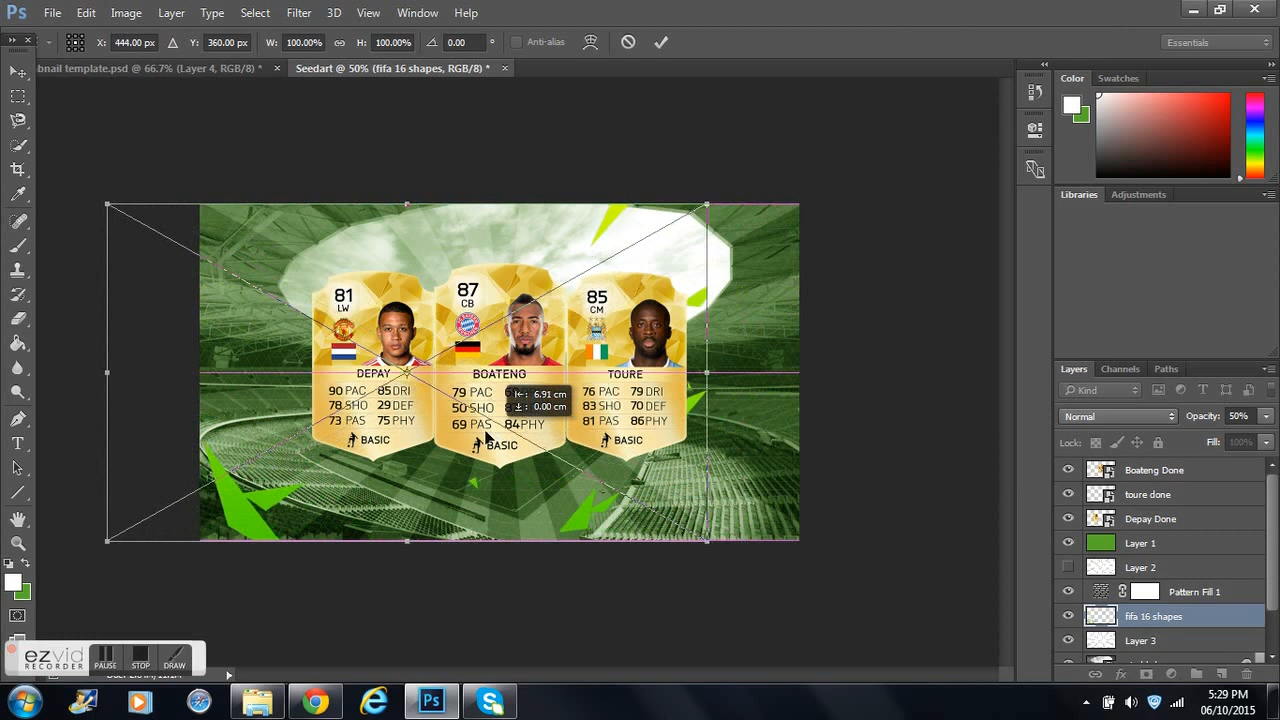 Ps File Edit Image Layer Type Select Filter 3D View Window Help
X: 444.00 px Y: 360.00 px W: 100.00% H: 100.00% 0.00 ° Anti-alias Essentials
bnail template.psd @ 66.7% (Layer 4, RGB/8) * × Seedart @ 50% (fifa 16 shapes, RGB/8) * ×
Color Swatches
Libraries Adjustments
81
LW
87
CB
85
CM
DEPAY
BOATENG
TOURE
90 PAC 85 DRI
78 SHO 29 DEF
73 PAS 75 PHY
BASIC
79 PAC
50 SHO
69 PAS 84 PHY
BASIC
6.91 cm
0.00 cm
76 PAC 79 DRI
83 SHO 70 DEF
81 PAS 86 PHY
BASIC
Layers Channels Paths
Kind
Normal Opacity: 50%
Lock: Fill: 100%
Boateng Done
toure done
Depay Done
Layer 1
Layer 2
Pattern Fill 1
fifa 16 shapes
Layer 3
ezvid
RECORDER
PAUSE STOP DRAW
Ps
5:29 PM
06/10/2015